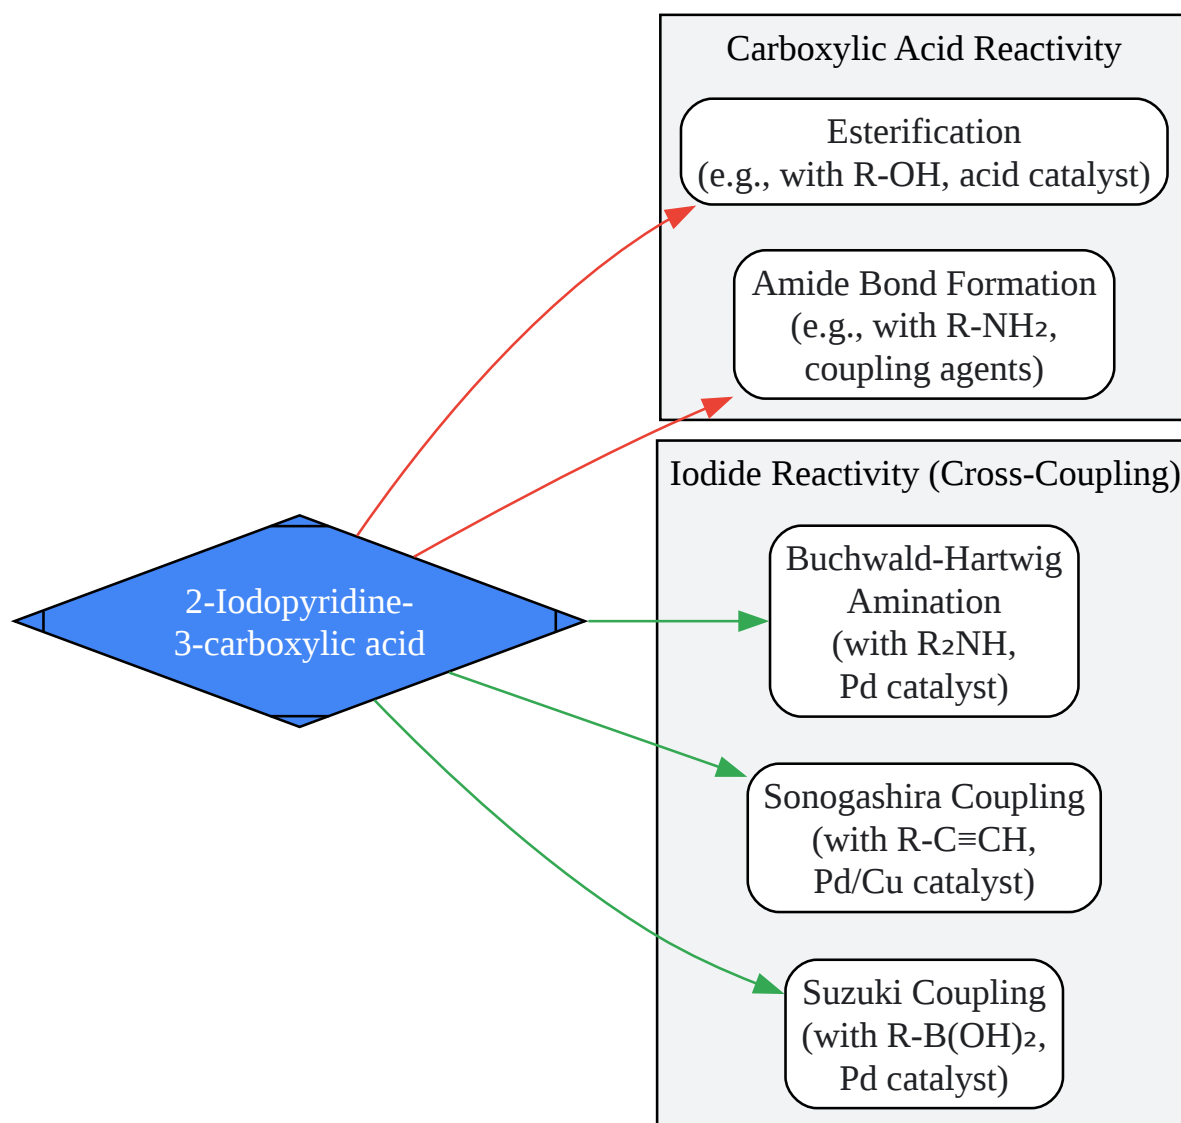 Carboxylic Acid Reactivity
Esterification
(e.g., with R-OH, acid catalyst)
Amide Bond Formation
(e.g., with R-NH₂,
coupling agents)
Iodide Reactivity (Cross-Coupling)
Buchwald-Hartwig
Amination
(with R₂NH,
Pd catalyst)
2-Iodopyridine-
3-carboxylic acid
Sonogashira Coupling
(with R-C≡CH,
Pd/Cu catalyst)
Suzuki Coupling
(with R-B(OH)₂,
Pd catalyst)